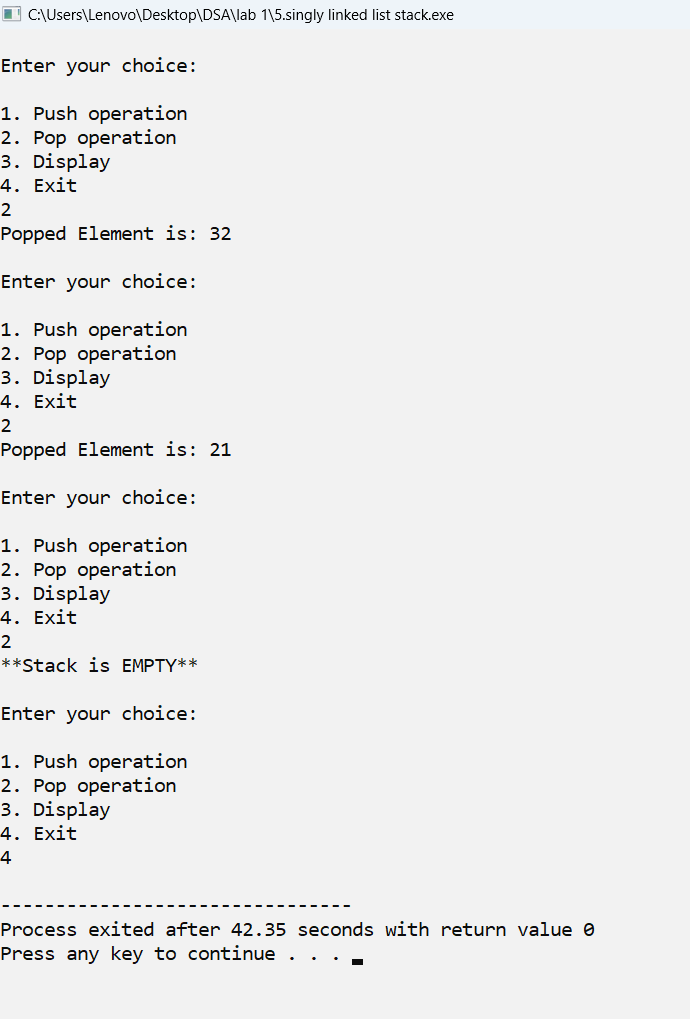 C:\Users\Lenovo\Desktop\DSA\lab 1\5.singly linked list stack.exe
Enter your choice:
1. Push operation
2. Pop operation
3. Display
4. Exit
2
Popped Element is: 32
Enter your choice:
1. Push operation
2. Pop operation
3. Display
4. Exit
2
Popped Element is: 21
Enter your choice:
1. Push operation
2. Pop operation
3. Display
4. Exit
2
**Stack is EMPTY**
Enter your choice:
1. Push operation
2. Pop operation
3. Display
4. Exit
4
--------------------------------
Process exited after 42.35 seconds with return value 0
Press any key to continue . . .